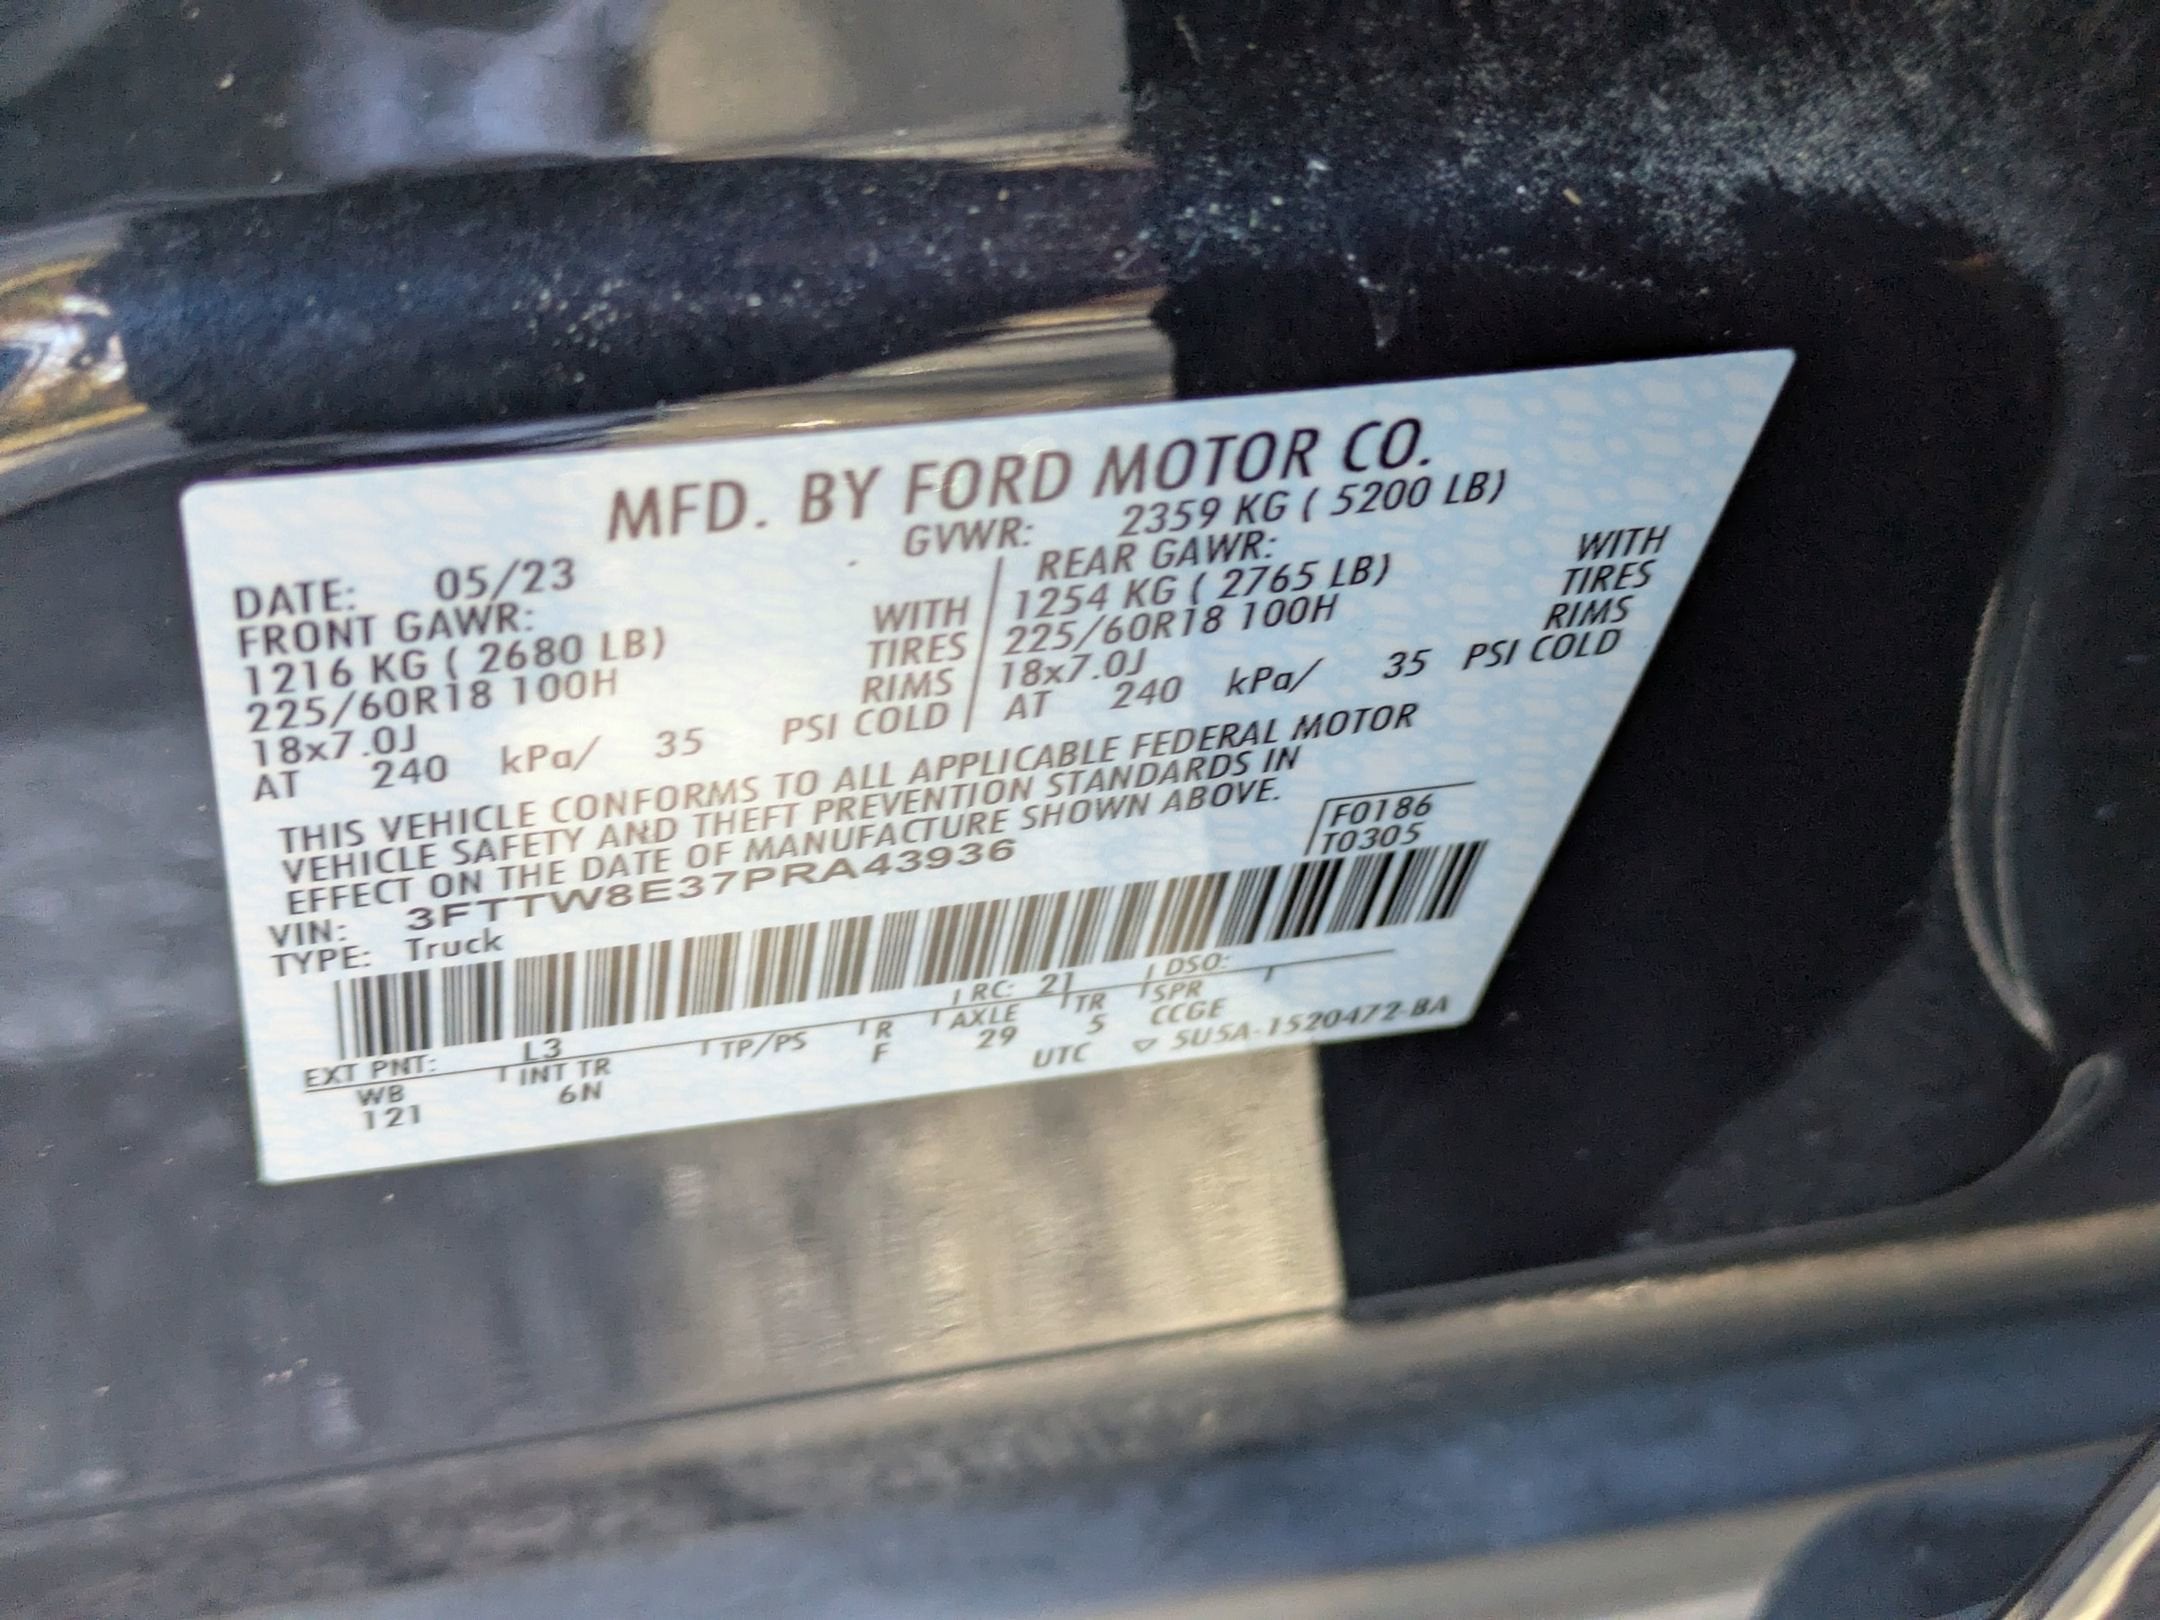 MFD. BY FORD MOTOR CO.
DATE: 05/23 GVWR: 2359 KG ( 5200 LB)
FRONT GAWR: REAR GAWR:
1216 KG ( 2680 LB) WITH 1254 KG ( 2765 LB) WITH
225/60R18 100H TIRES 225/60R18 100H TIRES
18x7.0J RIMS 18x7.0J RIMS
AT 240 kPa/ 35 PSI COLD AT 240 kPa/ 35 PSI COLD
THIS VEHICLE CONFORMS TO ALL APPLICABLE FEDERAL MOTOR
VEHICLE SAFETY AND THEFT PREVENTION STANDARDS IN
EFFECT ON THE DATE OF MANUFACTURE SHOWN ABOVE.
F0186
VIN: 3FTTW8E37PRA43936 T0305
TYPE: Truck
EXT PNT: L3 RC: 21 DSO:
WB INT TR TP/PS R AXLE TR SPR
121 6N F 29 5 CCGE
UTC ▽ 5U5A-1520472-BA